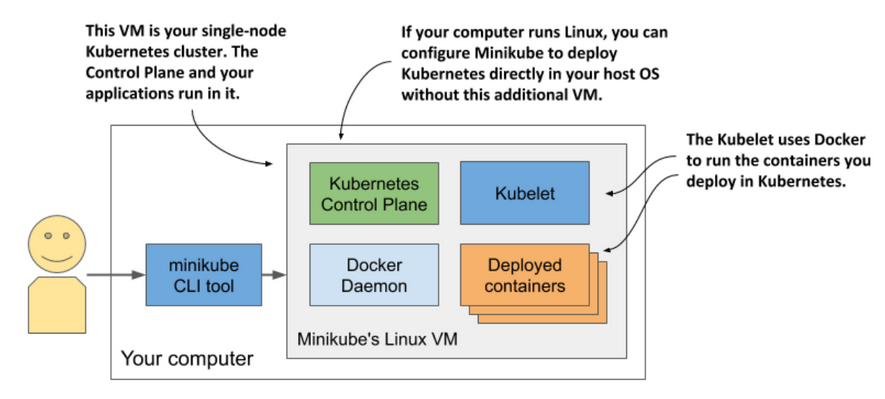 This VM is your single-node
Kubernetes cluster. The
Control Plane and your
applications run in it.
If your computer runs Linux, you can
configure Minikube to deploy
Kubernetes directly in your host OS
without this additional VM.
The Kubelet uses Docker
to run the containers you
deploy in Kubernetes.
Kubernetes
Control Plane
Kubelet
minikube
CLI tool
Docker
Daemon
Deployed
containers
Minikube's Linux VM
Your computer